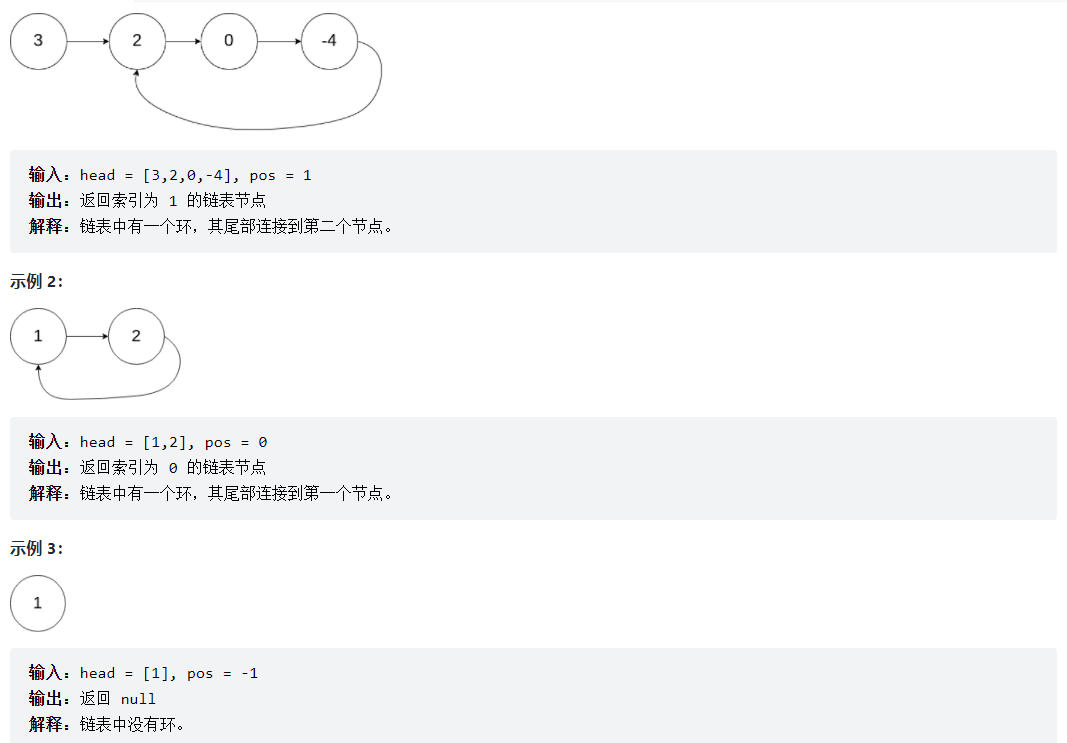 3 2 0 -4
输入：head = [3,2,0,-4], pos = 1
输出：返回索引为 1 的链表节点
解释：链表中有一个环，其尾部连接到第二个节点。
示例 2：
1 2
输入：head = [1,2], pos = 0
输出：返回索引为 0 的链表节点
解释：链表中有一个环，其尾部连接到第一个节点。
示例 3：
1
输入：head = [1], pos = -1
输出：返回 null
解释：链表中没有环。